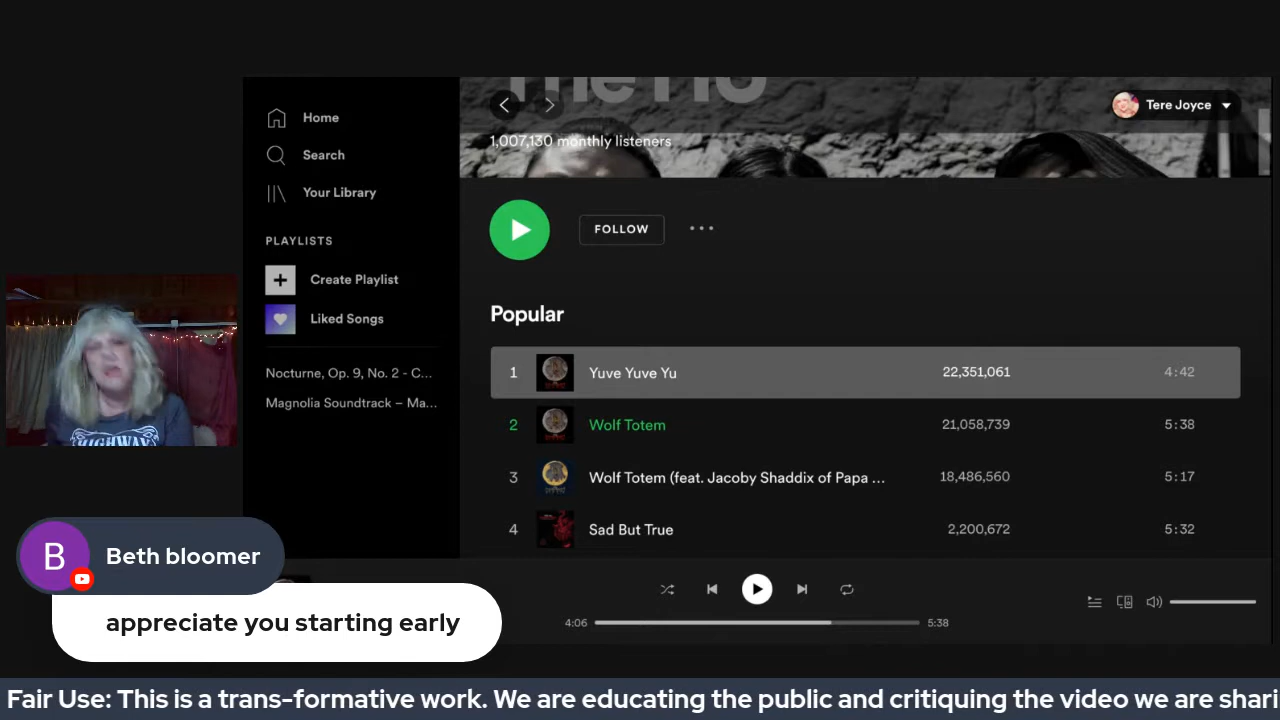 The HU
Tere Joyce
1,007,130 monthly listeners
Home
Search
Your Library
PLAYLISTS
Create Playlist
Liked Songs
Nocturne, Op. 9, No. 2 - C...
Magnolia Soundtrack – Ma...
FOLLOW
Popular
1 Yuve Yuve Yu 22,351,061 4:42
2 Wolf Totem 21,058,739 5:38
3 Wolf Totem (feat. Jacoby Shaddix of Papa ... 18,486,560 5:17
4 Sad But True 2,200,672 5:32
4:06 5:38
HIGHWAY
B Beth bloomer
appreciate you starting early
Fair Use: This is a trans-formative work. We are educating the public and critiquing the video we are shari